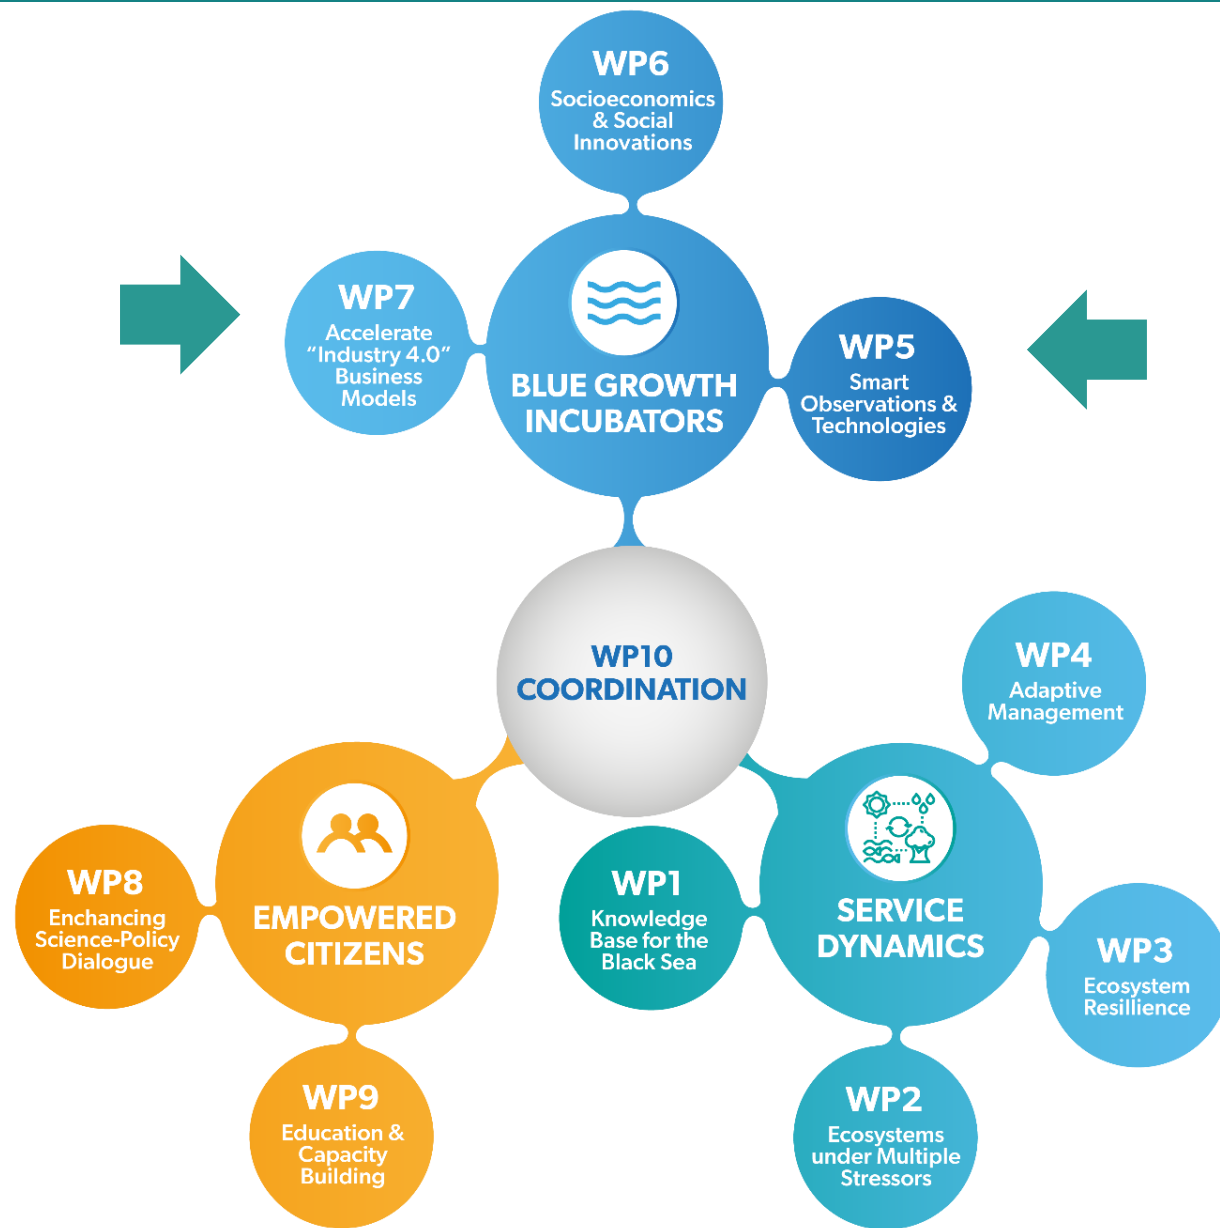 WP6
Socioeconomics
& Social
Innovations
WP7
Accelerate
“Industry 4.0”
Business
Models
BLUE GROWTH
INCUBATORS
WP5
Smart
Observations &
Technologies
WP10
COORDINATION
WP4
Adaptive
Management
WP8
Enchancing
Science-Policy
Dialogue
EMPOWERED
CITIZENS
WP1
Knowledge
Base for the
Black Sea
SERVICE
DYNAMICS
WP3
Ecosystem
Resillience
WP9
Education &
Capacity
Building
WP2
Ecosystems
under Multiple
Stressors